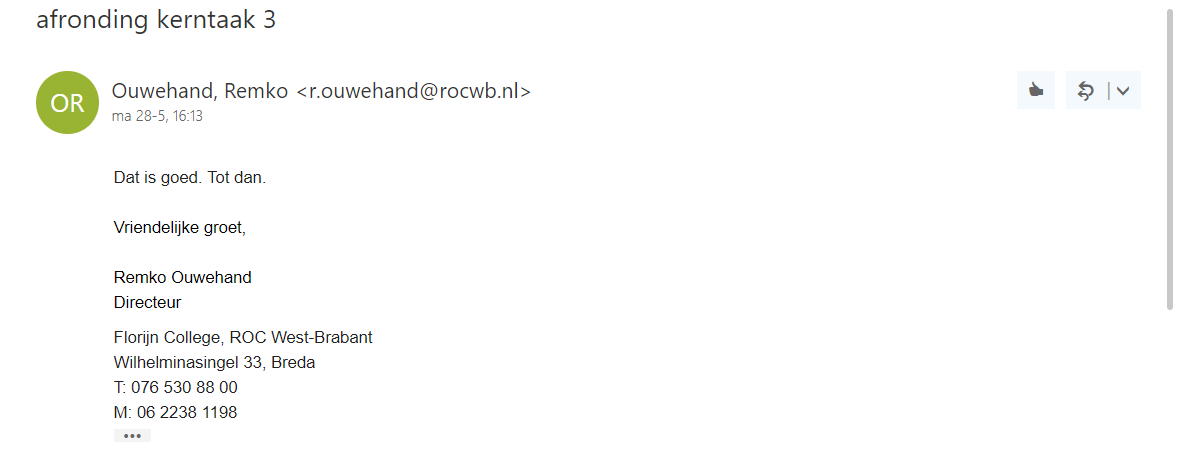 afronding kerntaak 3
OR
Ouwehand, Remko <r.ouwehand@rocwb.nl>
ma 28-5, 16:13
Dat is goed. Tot dan.
Vriendelijke groet,
Remko Ouwehand
Directeur
Florijn College, ROC West-Brabant
Wilhelminasingel 33, Breda
T: 076 530 88 00
M: 06 2238 1198
•••